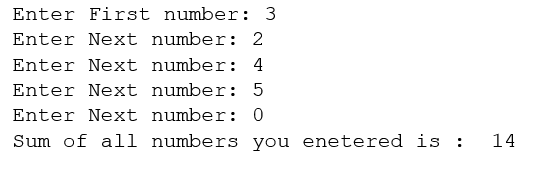 Enter First number: 3
Enter Next number: 2
Enter Next number: 4
Enter Next number: 5
Enter Next number: 0
Sum of all numbers you enetered is :  14